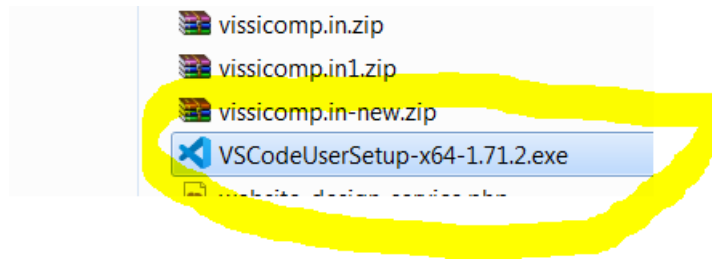 vissicomp.in.zip
vissicomp.in1.zip
vissicomp.in-new.zip
VSCodeUserSetup-x64-1.71.2.exe